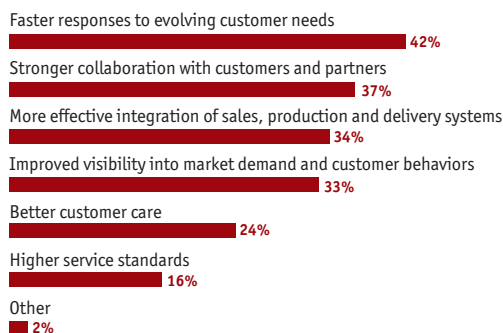 Faster responses to evolving customer needs
42%
Stronger collaboration with customers and partners
37%
More effective integration of sales, production and delivery systems
34%
Improved visibility into market demand and customer behaviors
33%
Better customer care
24%
Higher service standards
16%
Other
2%